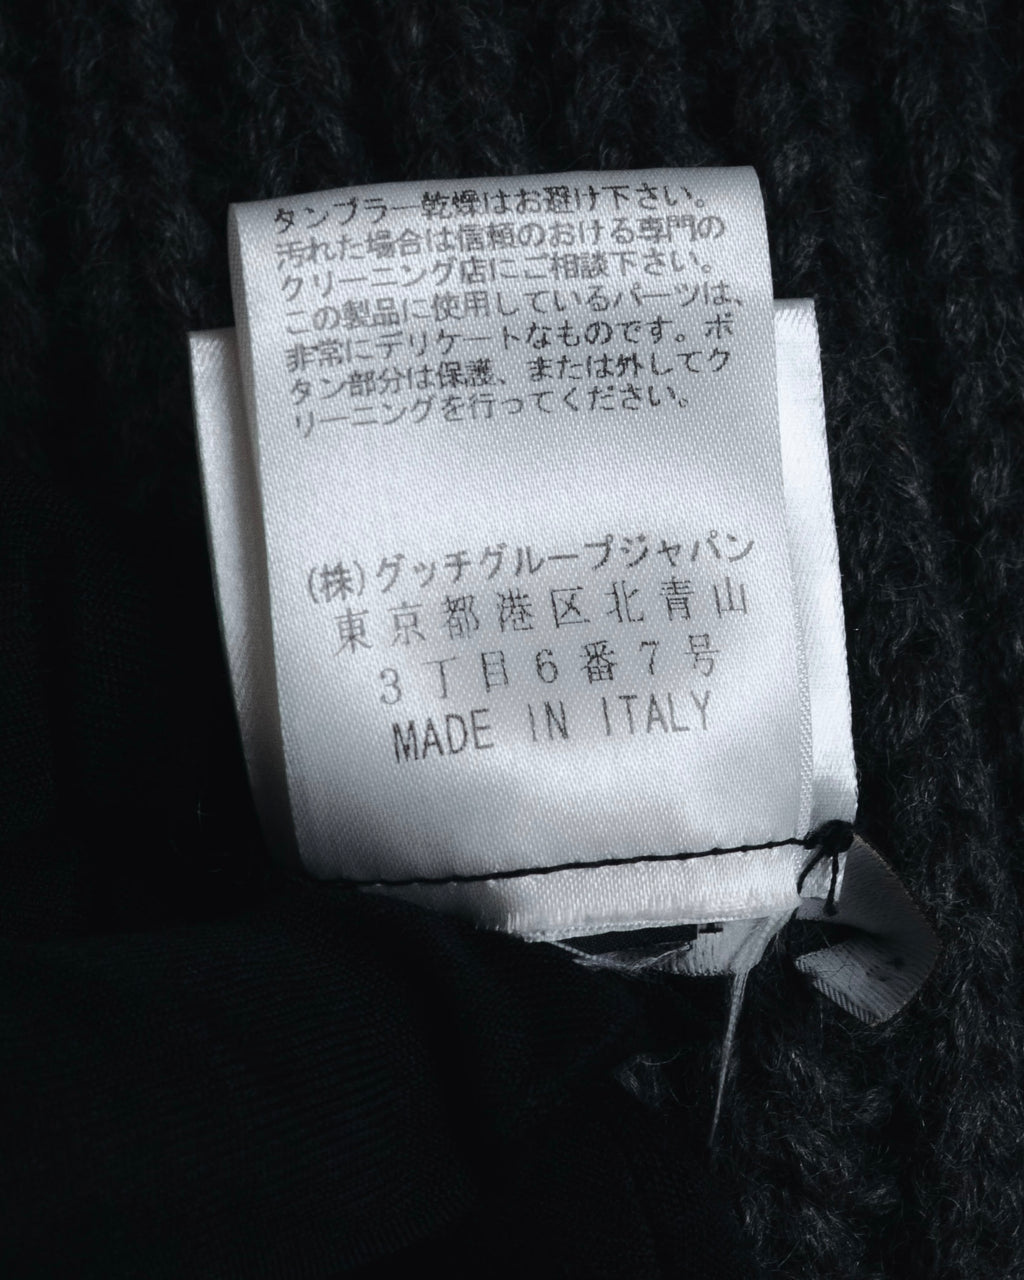 タンブラー乾燥はお避け下さい。
汚れた場合は信頼のおける専門の
クリーニング店にご相談下さい。
この製品に使用しているパーツは、
非常にデリケートなものです。ボ
タン部分は保護、または外してク
リーニングを行ってください。
(株)グッチグループジャパン
東京都港区北青山
3丁目6番7号
MADE IN ITALY